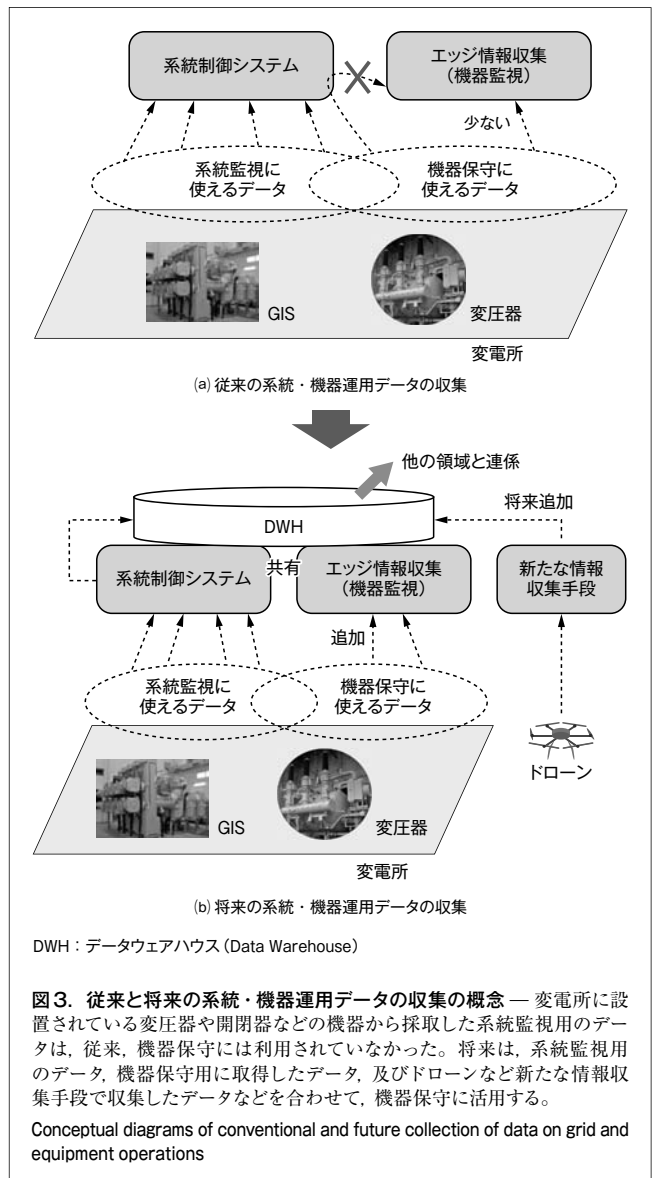 系統制御システム
エッジ情報収集
(機器監視)
少ない
系統監視に
使えるデータ
機器保守に
使えるデータ
GIS
変圧器
変電所
(a) 従来の系統・機器運用データの収集
他の領域と連係
DWH
将来追加
系統制御システム
共有
エッジ情報収集
(機器監視)
新たな情報
収集手段
追加
系統監視に
使えるデータ
機器保守に
使えるデータ
ドローン
GIS
変圧器
変電所
(b) 将来の系統・機器運用データの収集
DWH:データウェアハウス(Data Warehouse)
図3. 従来と将来の系統・機器運用データの収集の概念 — 変電所に設
置されている変圧器や開閉器などの機器から採取した系統監視用のデー
タは,従来,機器保守には利用されていなかった。将来は,系統監視用
のデータ,機器保守用に取得したデータ,及びドローンなど新たな情報収
集手段で収集したデータなどを合わせて,機器保守に活用する。
Conceptual diagrams of conventional and future collection of data on grid and
equipment operations